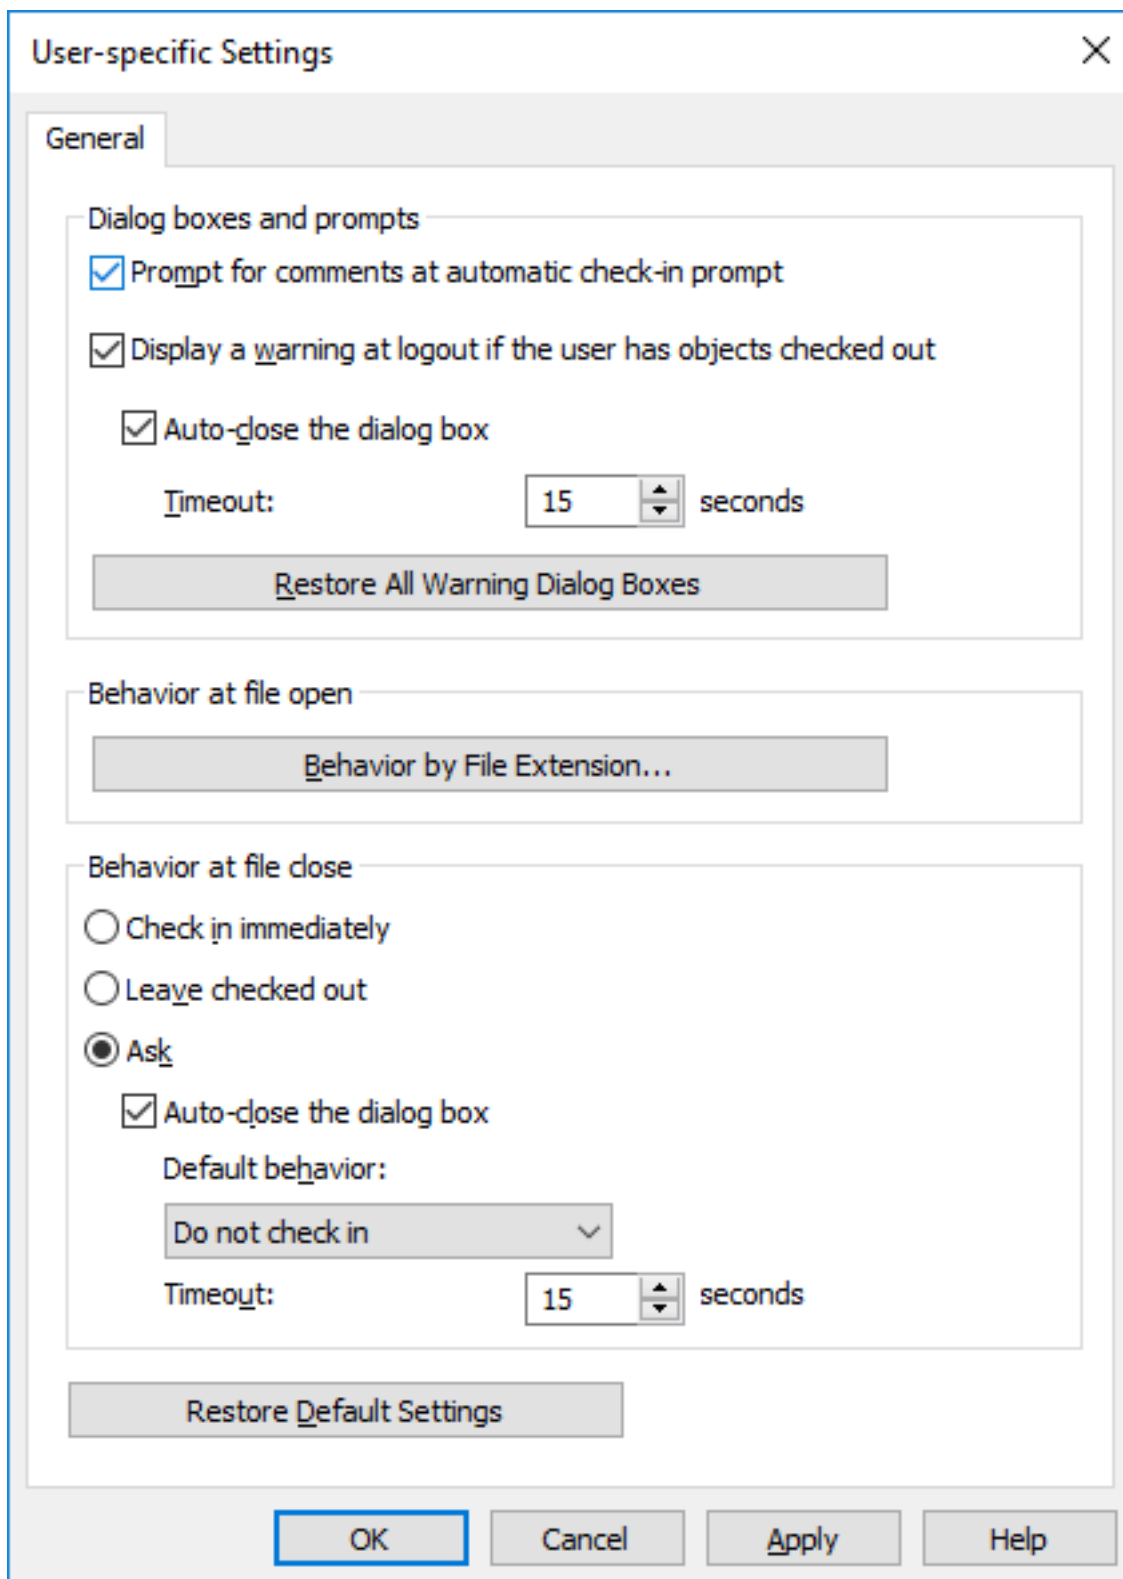 User-specific Settings
General
Dialog boxes and prompts
Prompt for comments at automatic check-in prompt
Display a warning at logout if the user has objects checked out
Auto-close the dialog box
Timeout: 15 seconds
Restore All Warning Dialog Boxes
Behavior at file open
Behavior by File Extension...
Behavior at file close
Check in immediately
Leave checked out
Ask
Auto-close the dialog box
Default behavior:
Do not check in
Timeout: 15 seconds
Restore Default Settings
OK Cancel Apply Help